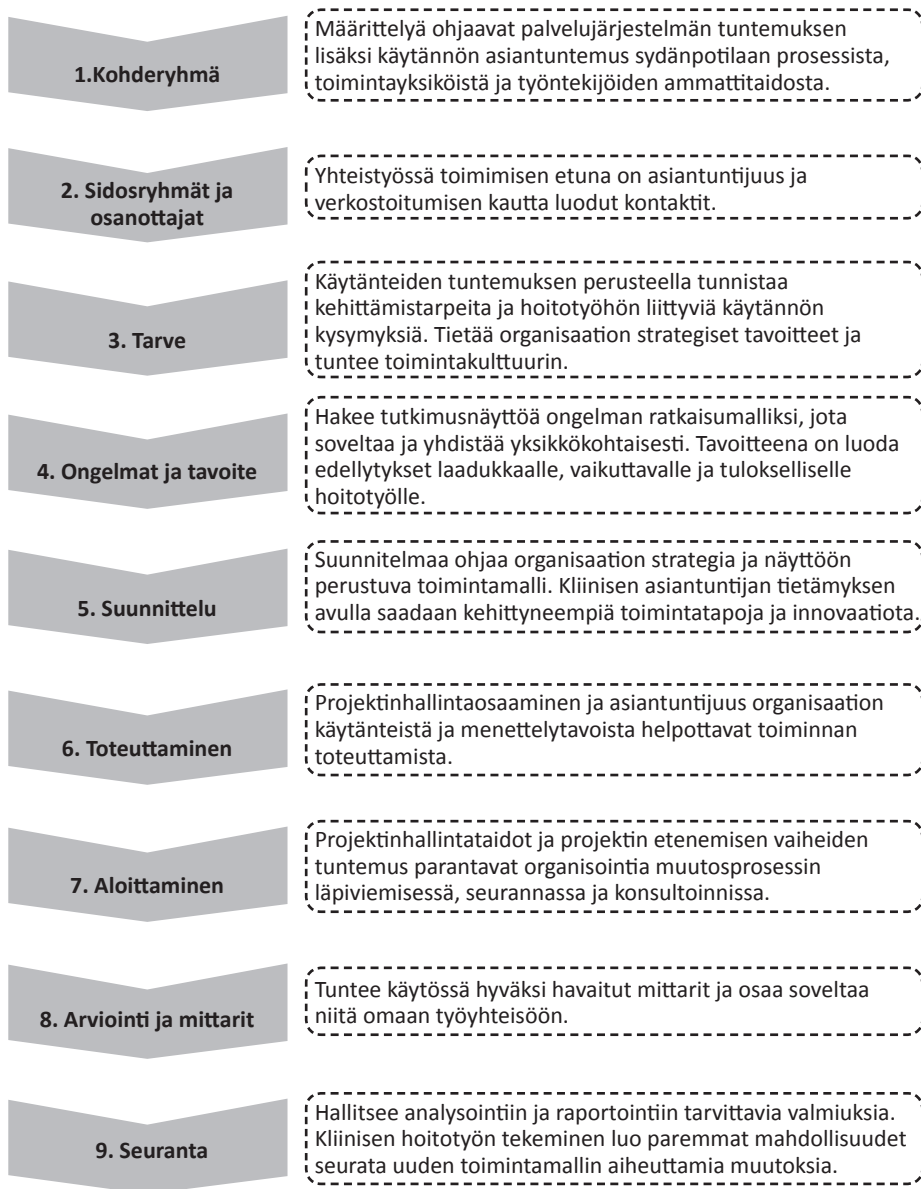 1.Kohderyhmä
Määrittelyä ohjaavat palvelujärjestelmän tuntemuksen
lisäksi käytännön asiantuntemus sydänpotilaan prosessista,
toimintayksiköistä ja työntekijöiden ammattitaidosta.
2. Sidosryhmät ja
osanottajat
Yhteistyössä toimimisen etuna on asiantuntijuus ja
verkostoitumisen kautta luodut kontaktit.
3. Tarve
Käytänteiden tuntemuksen perusteella tunnistaa
kehittämistarpeita ja hoitotyöhön liittyviä käytännön
kysymyksiä. Tietää organisaation strategiset tavoitteet ja
tuntee toimintakulttuurin.
4. Ongelmat ja tavoite
Hakee tutkimusnäyttöä ongelman ratkaisumalliksi, jota
soveltaa ja yhdistää yksikkökohtaisesti. Tavoitteena on luoda
edellytykset laadukkaalle, vaikuttavalle ja tulokselliselle
hoitotyölle.
5. Suunnittelu
Suunnitelmaa ohjaa organisaation strategia ja näyttöön
perustuva toimintamalli. Kliinisen asiantuntijan tietämyksen
avulla saadaan kehittyneempiä toimintatapoja ja innovaatiota.
6. Toteuttaminen
Projektinhallintaosaaminen ja asiantuntijuus organisaation
käytänteistä ja menettelytavoista helpottavat toiminnan
toteuttamista.
7. Aloittaminen
Projektinhallintataidot ja projektin etenemisen vaiheiden
tuntemus parantavat organisointia muutosprosessin
läpiviemisessä, seurannassa ja konsultoinnissa.
8. Arviointi ja mittarit
Tuntee käytössä hyväksi havaitut mittarit ja osaa soveltaa
niitä omaan työyhteisöön.
9. Seuranta
Hallitsee analysointiin ja raportointiin tarvittavia valmiuksia.
Kliinisen hoitotyön tekeminen luo paremmat mahdollisuudet
seurata uuden toimintamallin aiheuttamia muutoksia.